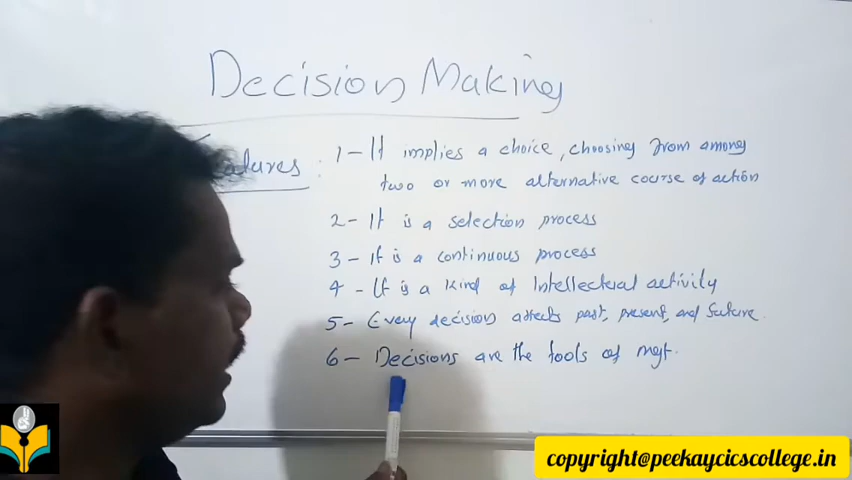 Decision Making
atures : 1 - It implies a choice, choosing from among
two or more alternative course of action
2 - It is a selection process
3 - It is a continuous process
4 - It is a kind of Intellectual activity
5 - Every decision affects past, present, and future.
6 - Decisions are the tools of mgt.
copyright@peekaycicscollege.in